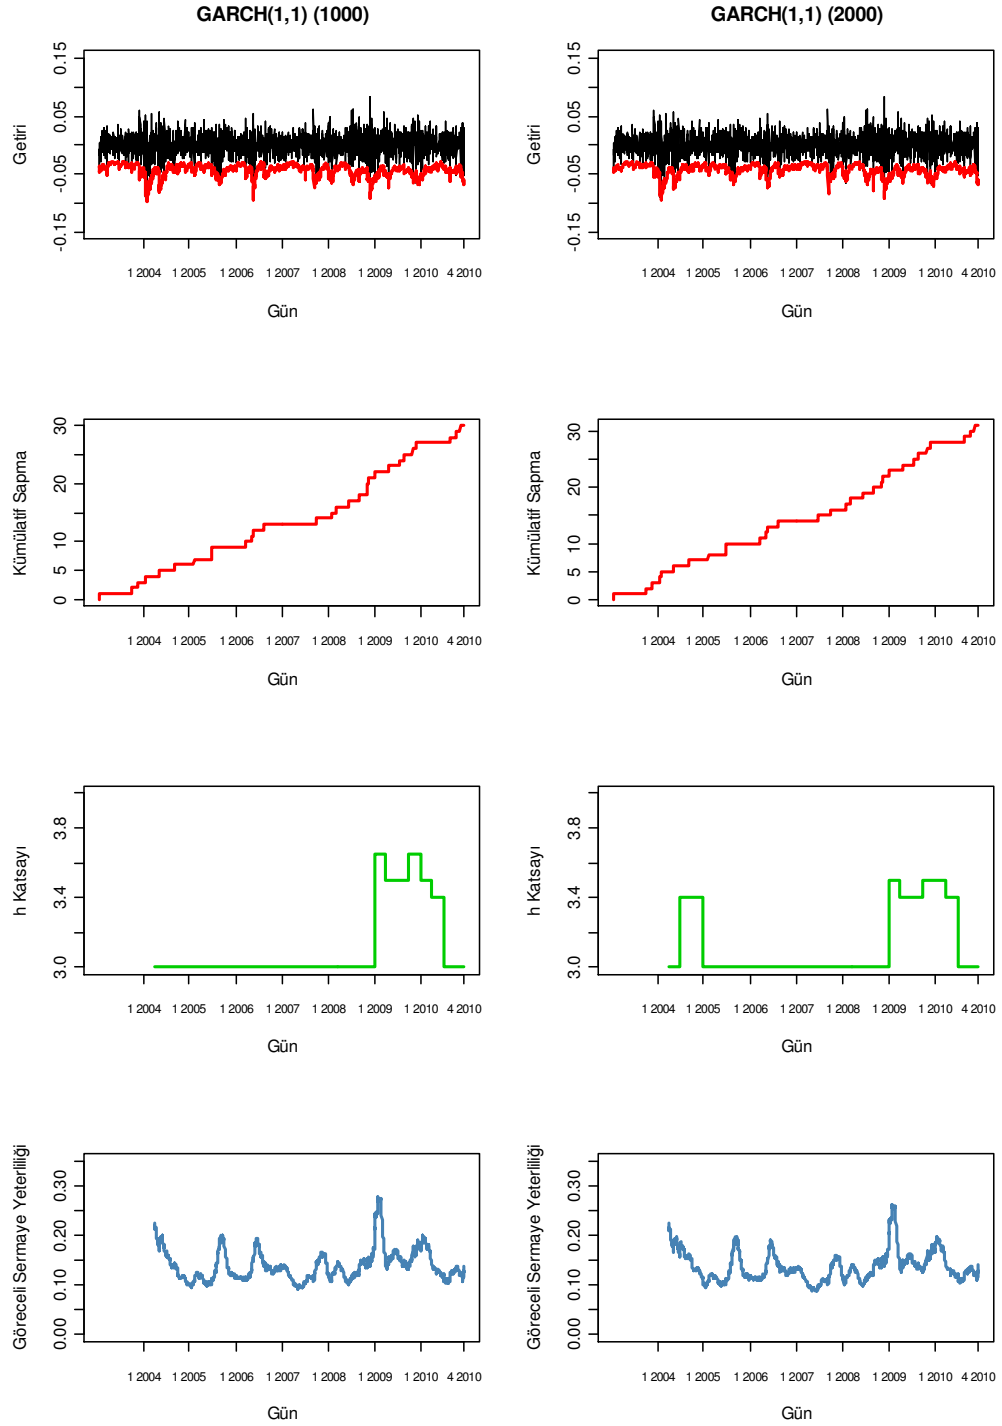 GARCH(1,1) (1000)
Getiri
0.15
0.05
-0.05
-0.15
1 2004 1 2005 1 2006 1 2007 1 2008 1 2009 1 2010 4 2010
Gün
GARCH(1,1) (2000)
Getiri
0.15
0.05
-0.05
-0.15
1 2004 1 2005 1 2006 1 2007 1 2008 1 2009 1 2010 4 2010
Gün
Kümülatif Sapma
30
20
10
5
0
1 2004 1 2005 1 2006 1 2007 1 2008 1 2009 1 2010 4 2010
Gün
Kümülatif Sapma
30
20
10
5
0
1 2004 1 2005 1 2006 1 2007 1 2008 1 2009 1 2010 4 2010
Gün
h Katsayı
3.8
3.4
3.0
1 2004 1 2005 1 2006 1 2007 1 2008 1 2009 1 2010 4 2010
Gün
h Katsayı
3.8
3.4
3.0
1 2004 1 2005 1 2006 1 2007 1 2008 1 2009 1 2010 4 2010
Gün
Göreceli Sermaye Yeterliliği
0.30
0.20
0.10
0.00
1 2004 1 2005 1 2006 1 2007 1 2008 1 2009 1 2010 4 2010
Gün
Göreceli Sermaye Yeterliliği
0.30
0.20
0.10
0.00
1 2004 1 2005 1 2006 1 2007 1 2008 1 2009 1 2010 4 2010
Gün